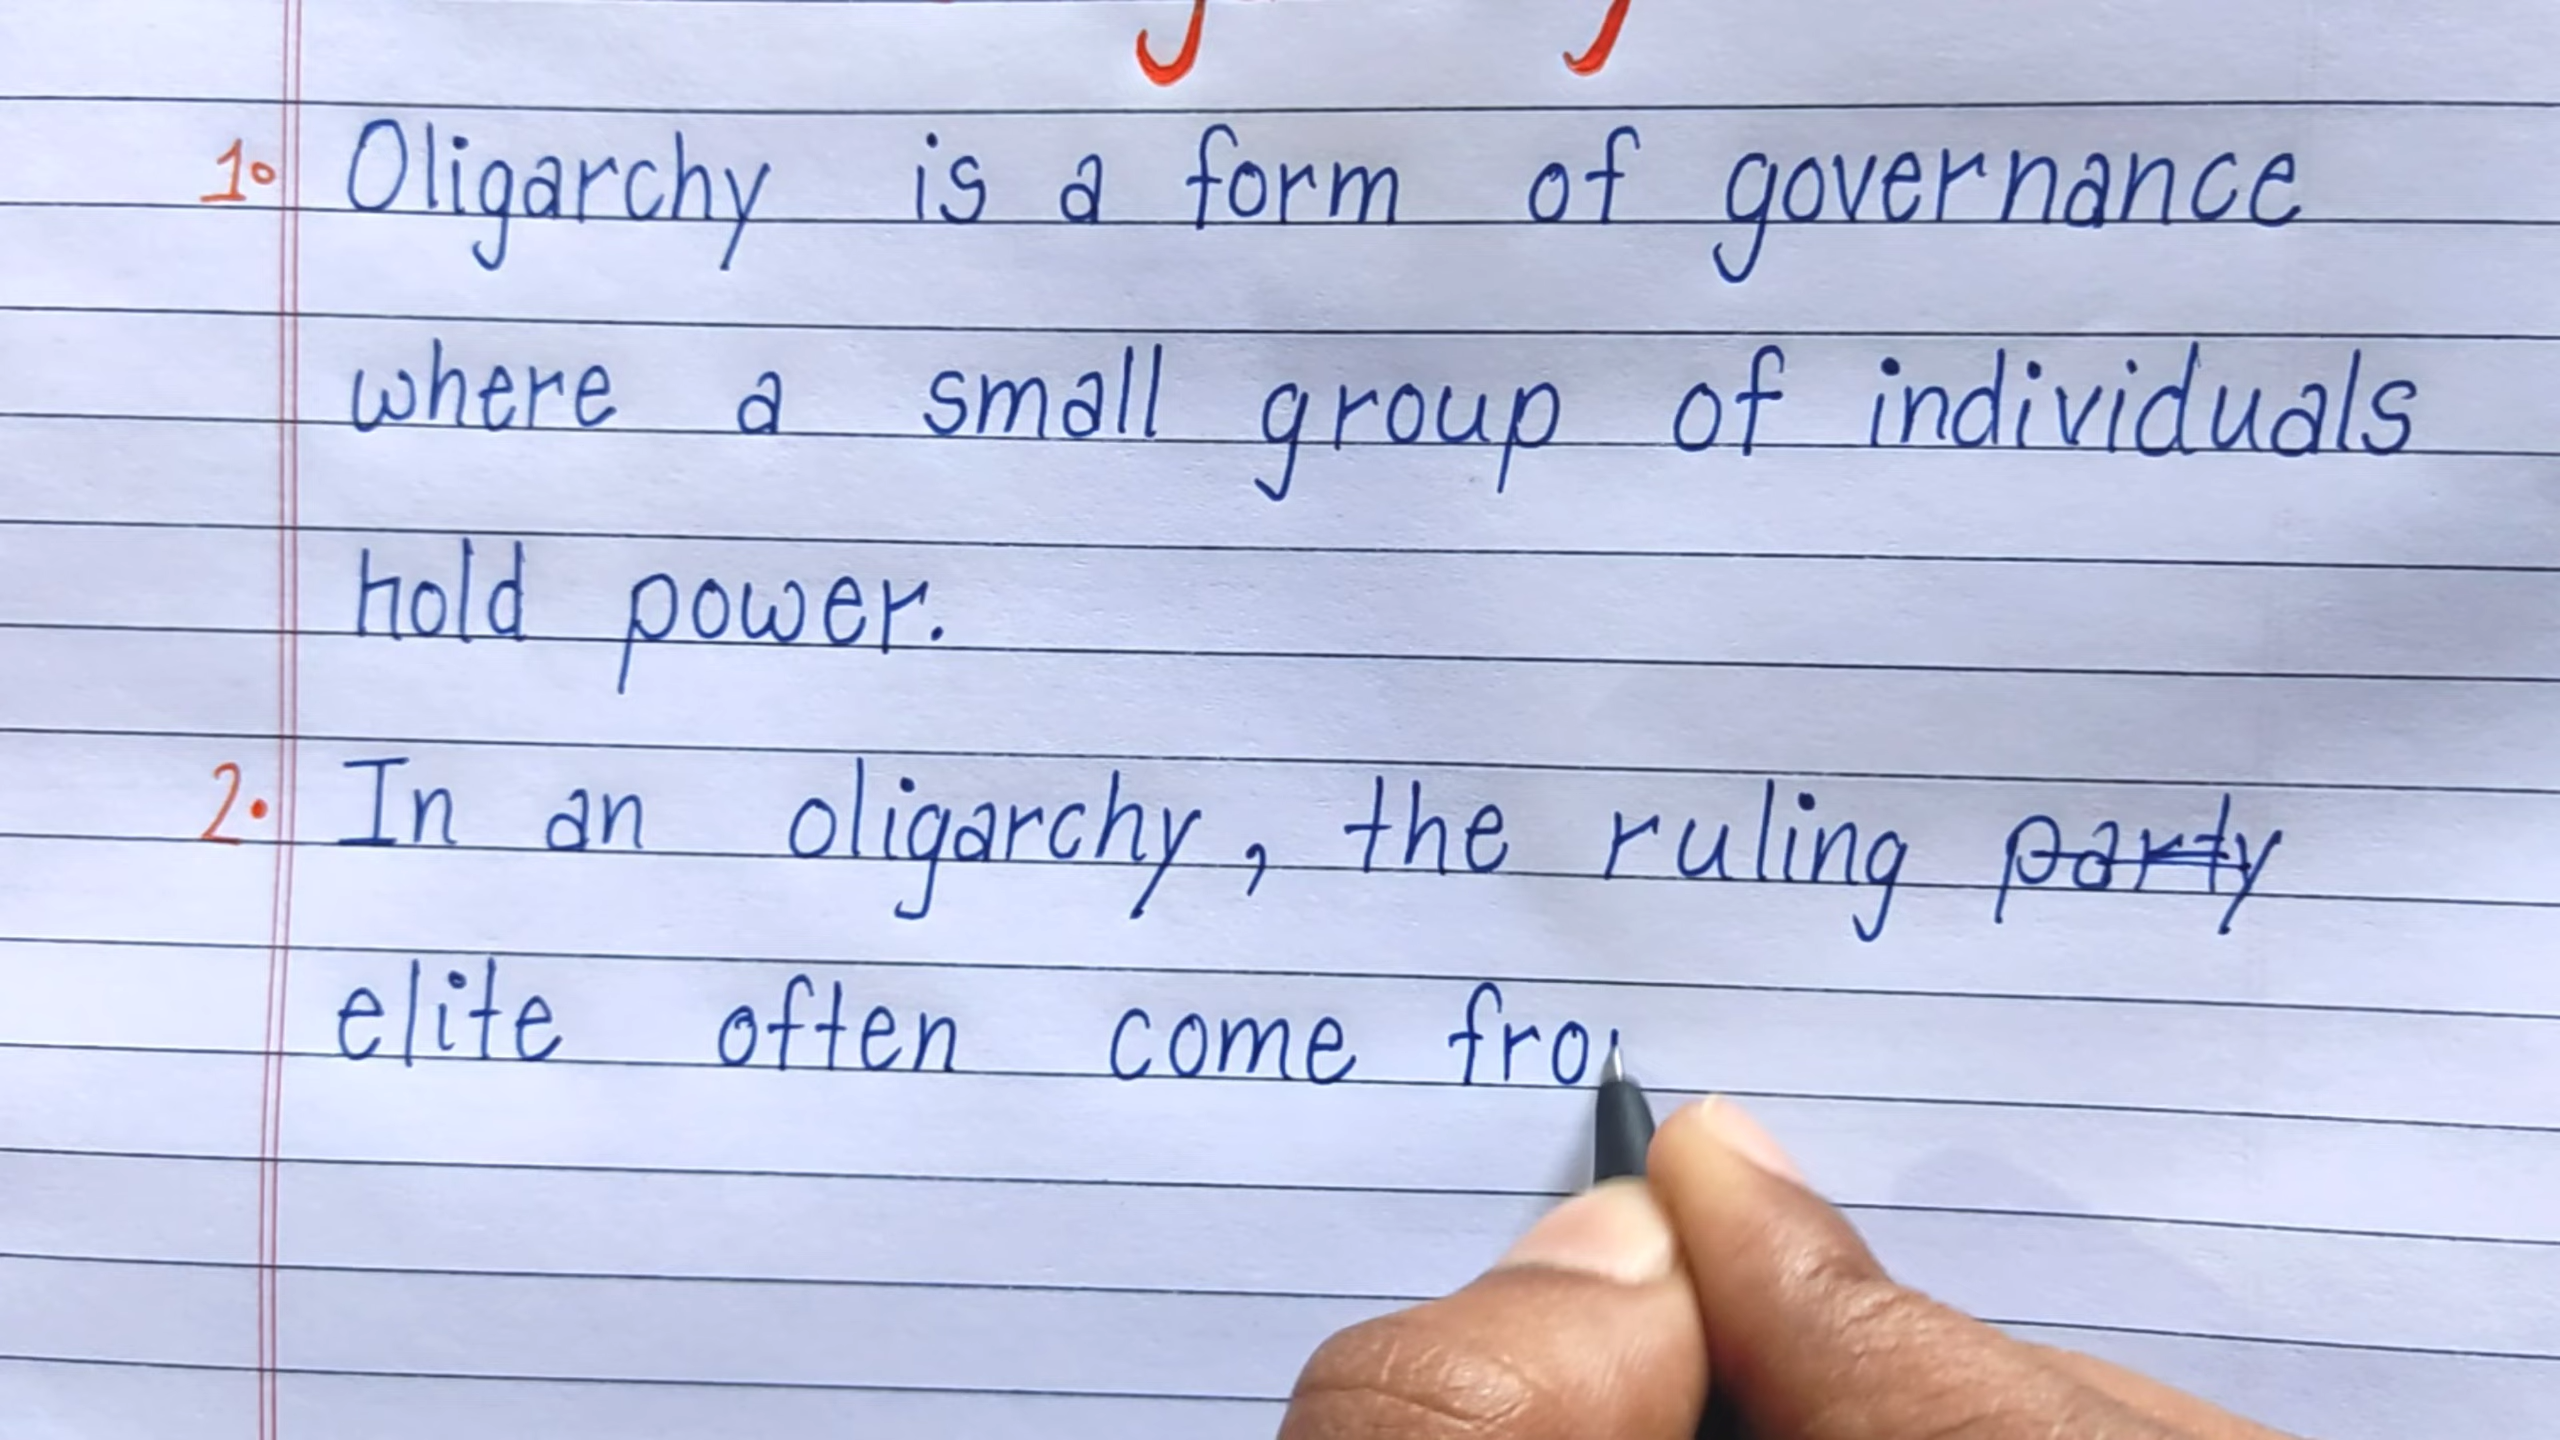 1. Oligarchy is a form of governance
where a small group of individuals
hold power.
2. In an oligarchy, the ruling party
elite often come fro